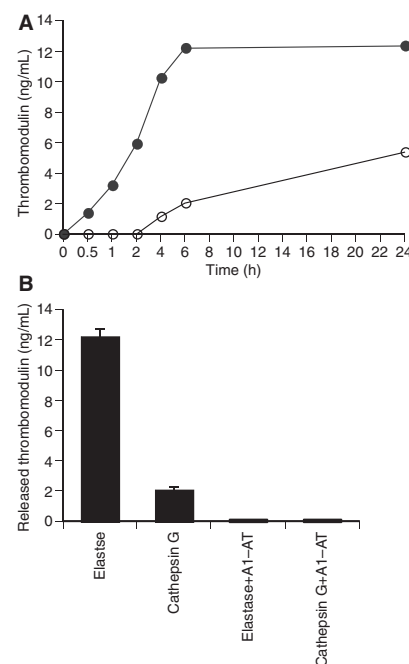 A
Thrombomodulin (ng/mL)
14
12
10
8
6
4
2
0
0 0.5 1 2 4 6 8 10 12 14 16 18 20 22 24
Time (h)
B
Released thrombomodulin (ng/mL)
14
12
10
8
6
4
2
0
Elastse
Cathepsin G
Elastase+A1–AT
Cathepsin G+A1–AT